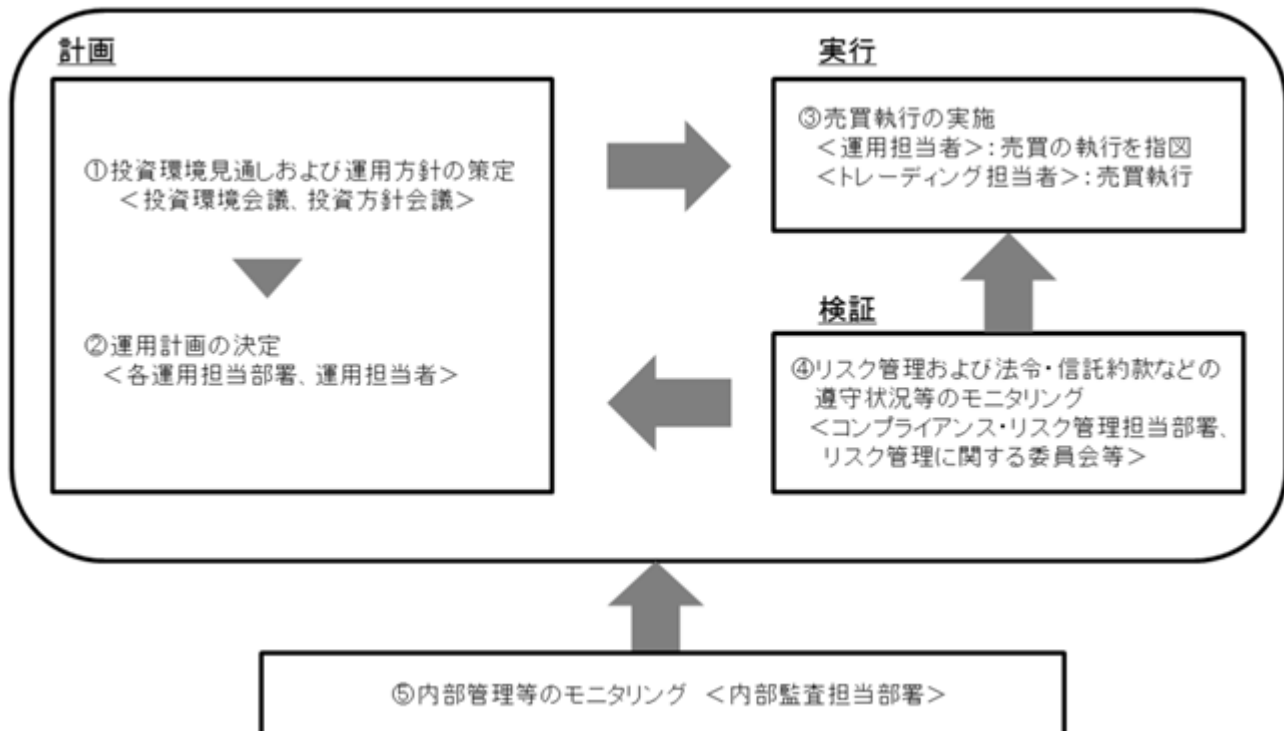 計画
①投資環境見通しおよび運用方針の策定
＜投資環境会議、投資方針会議＞
②運用計画の決定
＜各運用担当部署、運用担当者＞
実行
③売買執行の実施
＜運用担当者＞：売買の執行を指図
＜トレーディング担当者＞：売買執行
検証
④リスク管理および法令・信託約款などの
遵守状況等のモニタリング
＜コンプライアンス・リスク管理担当部署、
リスク管理に関する委員会等＞
⑤内部管理等のモニタリング　＜内部監査担当部署＞